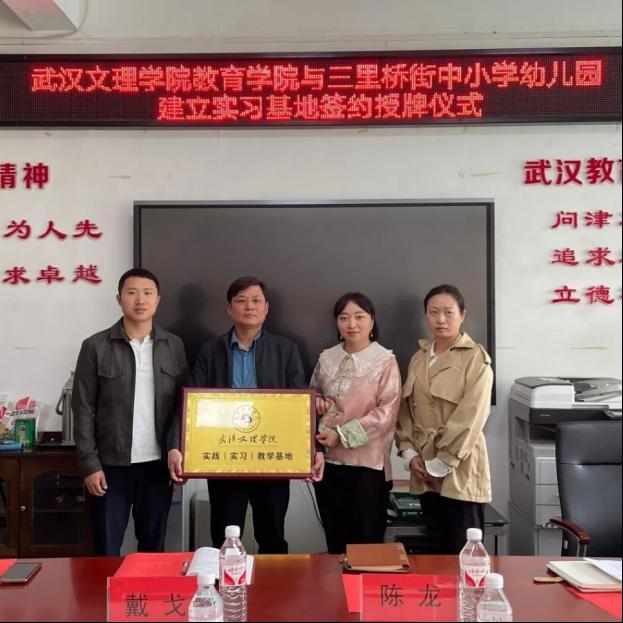 武汉文理学院教育学院与三里桥街中小学幼儿园
建立实习基地签约授牌仪式
精神
为人先
求卓越
武汉教育
问津
追求
立德
武汉文理学院
实践（实习）教学基地
戴戈
陈龙